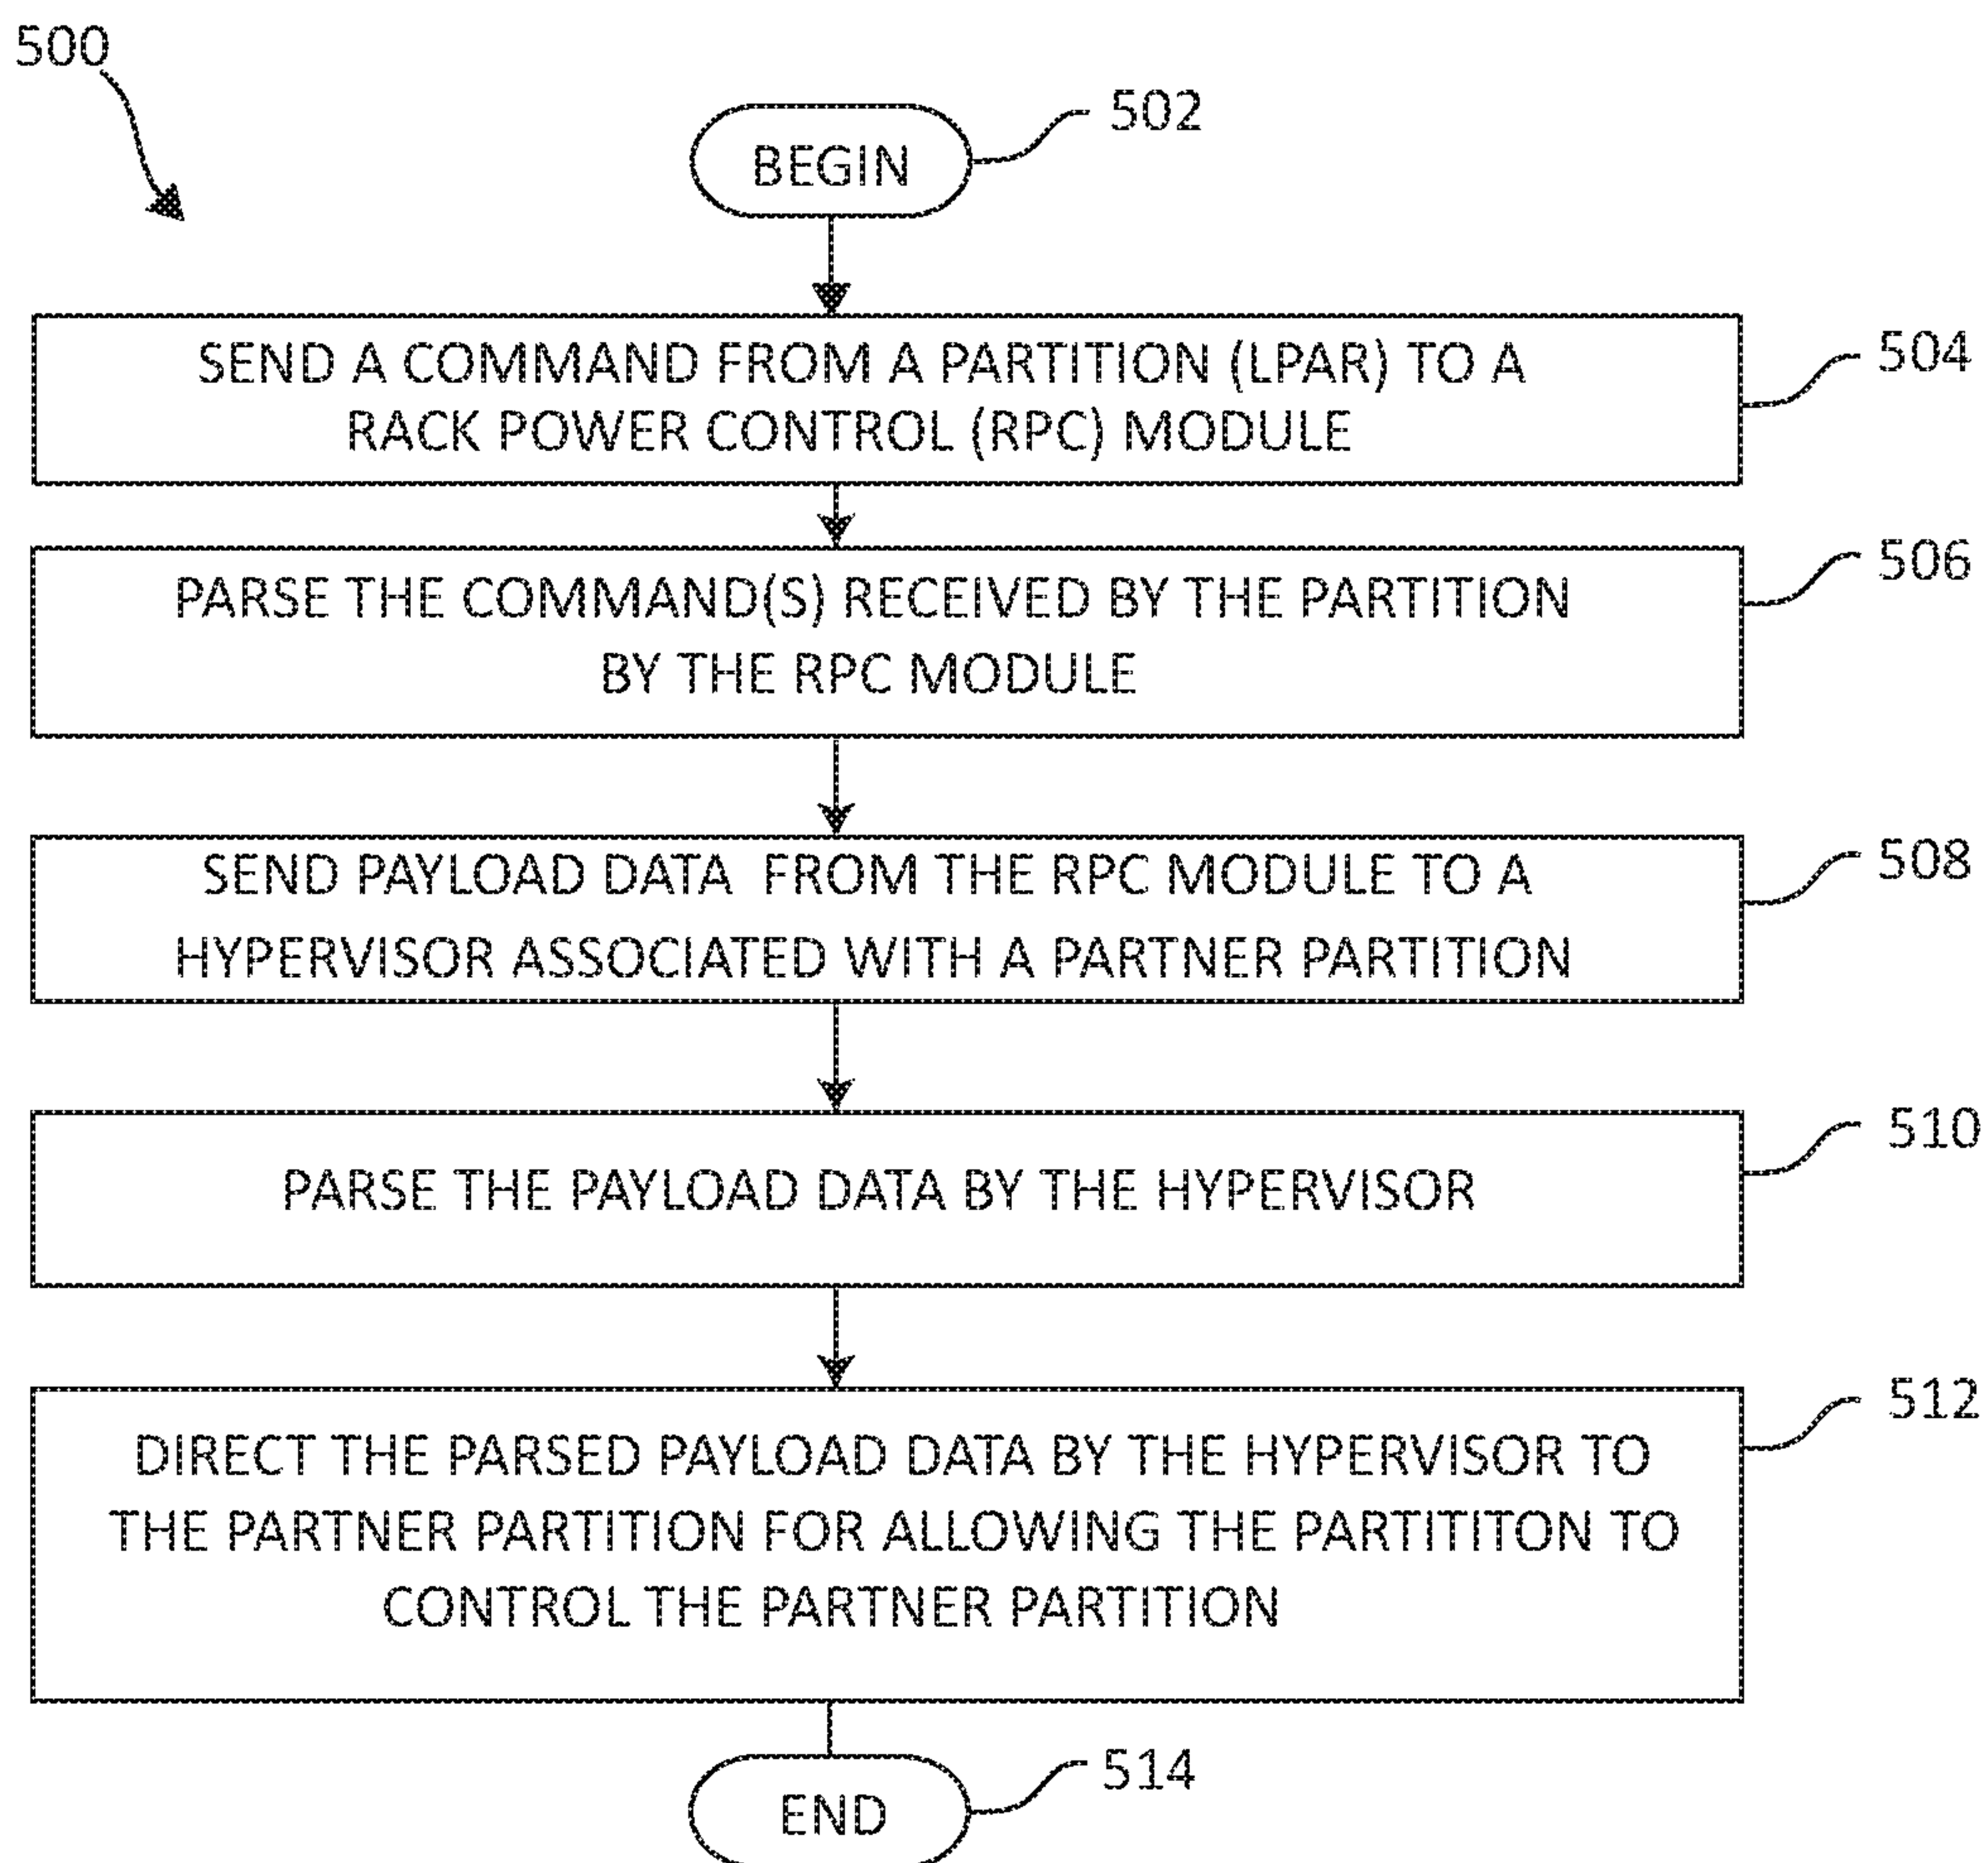 500
502
BEGIN
504
SEND A COMMAND FROM A PARTITION (LPAR) TO A
RACK POWER CONTROL (RPC) MODULE
506
PARSE THE COMMAND(S) RECEIVED BY THE PARTITION
BY THE RPC MODULE
508
SEND PAYLOAD DATA FROM THE RPC MODULE TO A
HYPERVISOR ASSOCIATED WITH A PARTNER PARTITION
510
PARSE THE PAYLOAD DATA BY THE HYPERVISOR
512
DIRECT THE PARSED PAYLOAD DATA BY THE HYPERVISOR TO
THE PARTNER PARTITION FOR ALLOWING THE PARTITITON TO
CONTROL THE PARTNER PARTITION
514
END